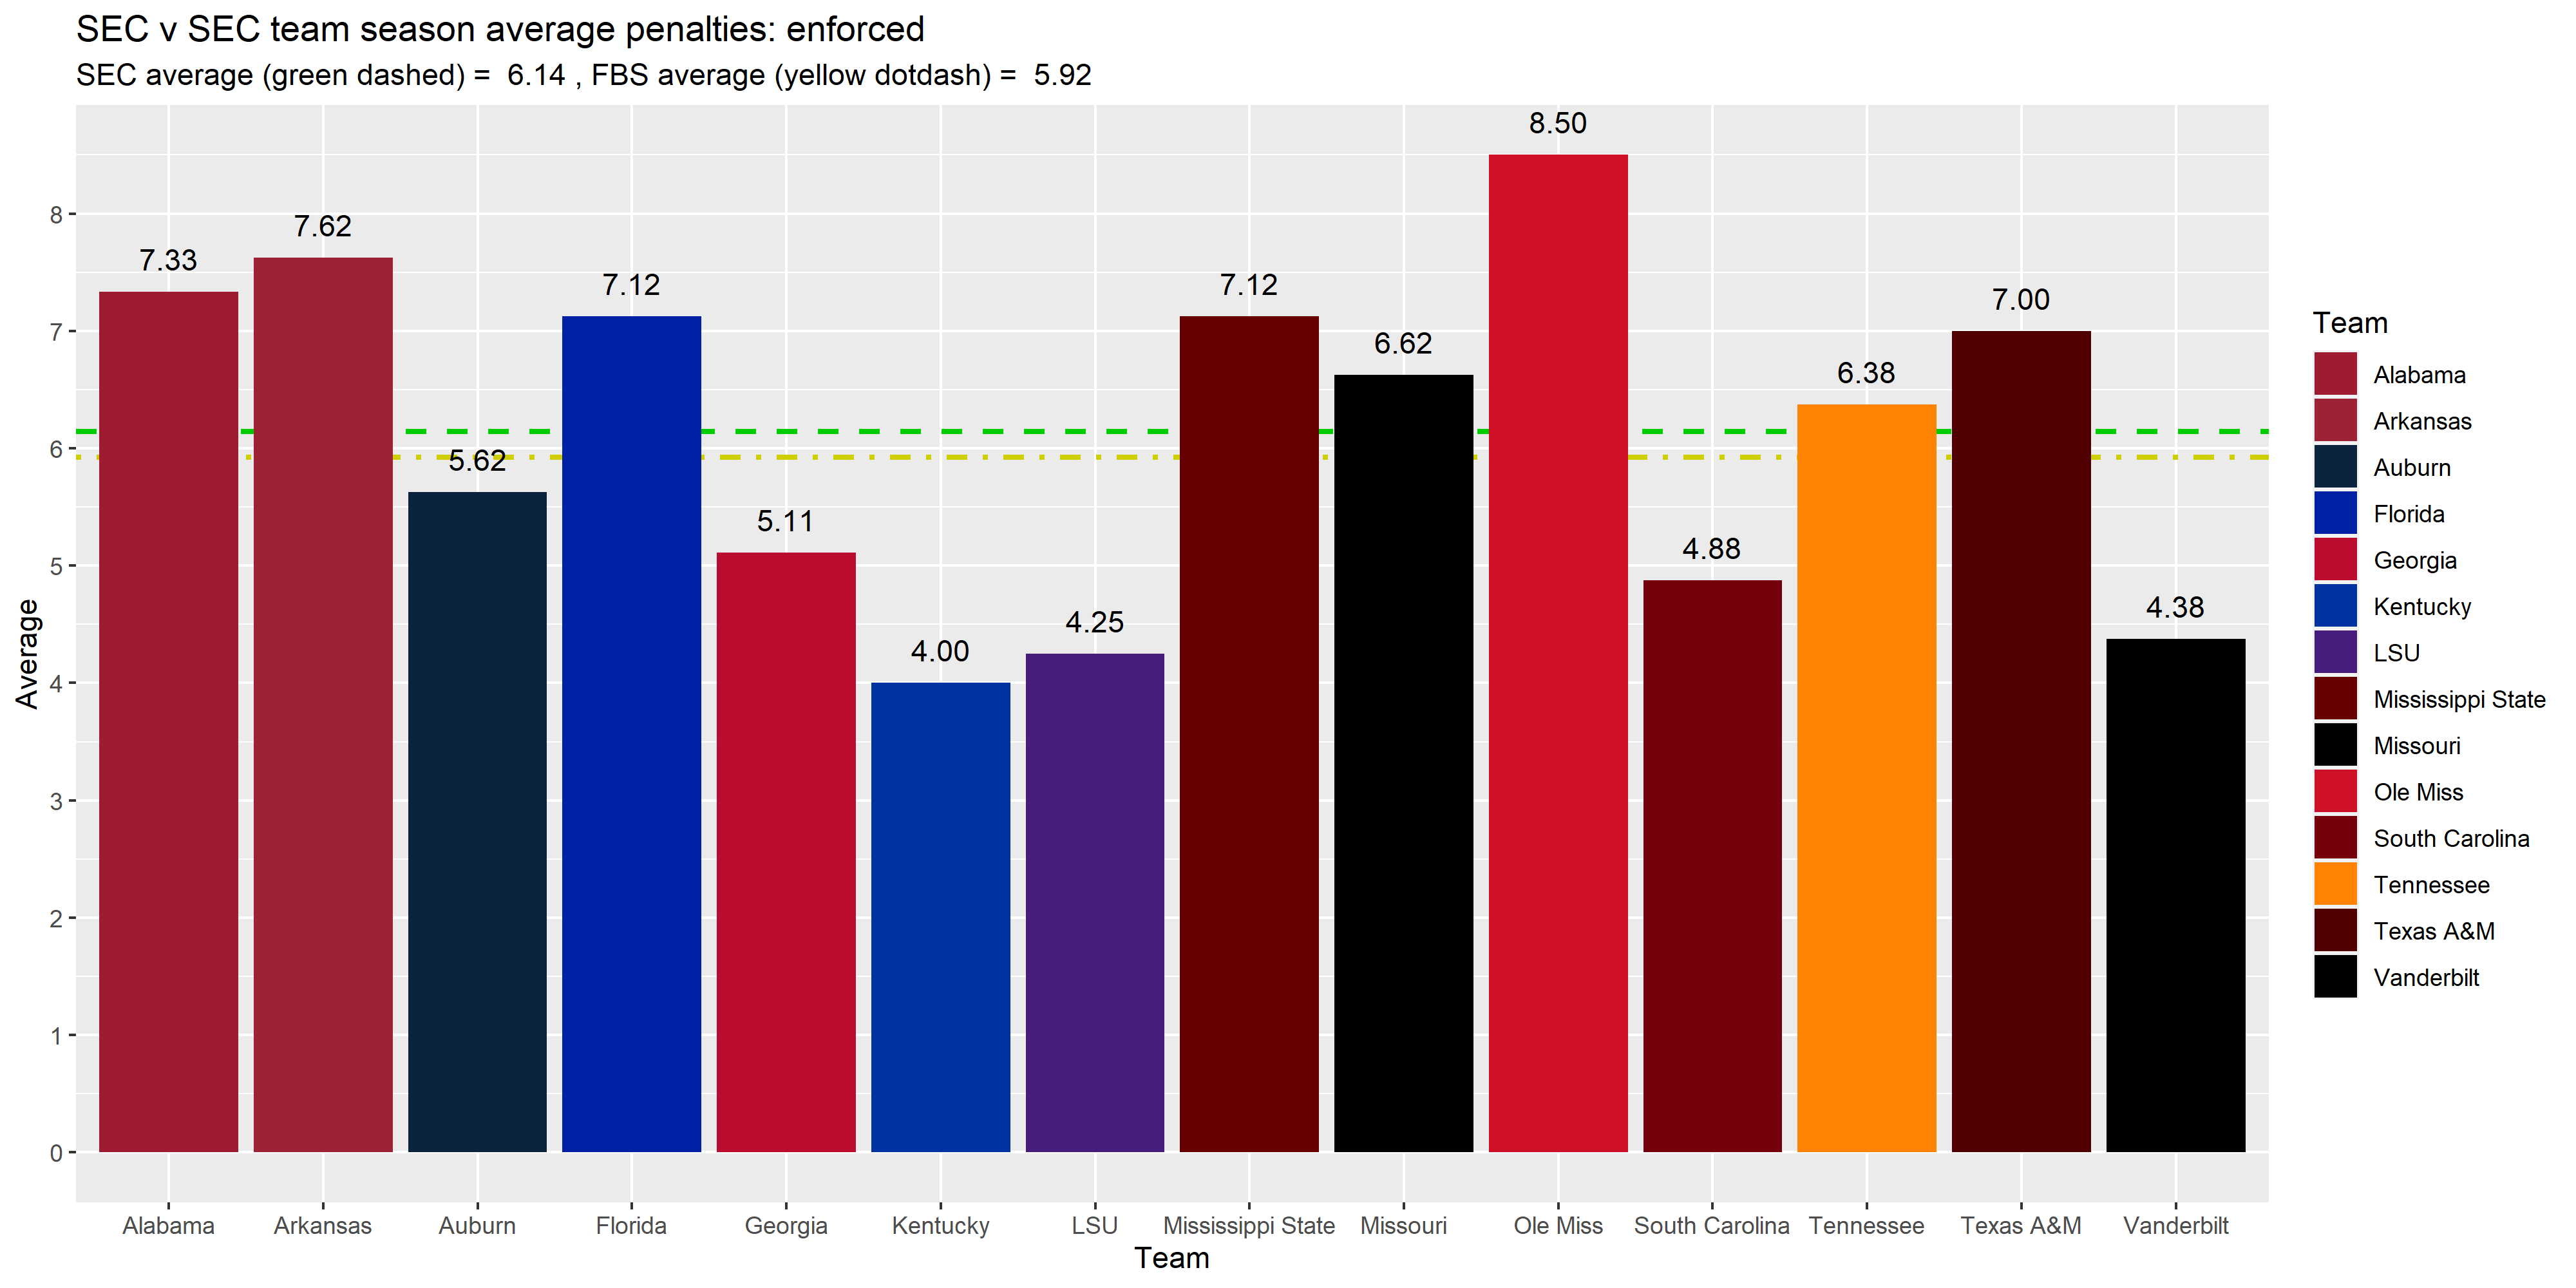 SEC v SEC team season average penalties: enforced
SEC average (green dashed) =  6.14 , FBS average (yellow dotdash) =  5.92
8.50
7.62
7.33
7.12
7.12
7.00
6.62
6.38
5.62
5.11
4.88
4.25
4.38
4.00
Average
8
7
6
5
4
3
2
1
0
Alabama Arkansas Auburn Florida Georgia Kentucky LSU Mississippi State Missouri Ole Miss South Carolina Tennessee Texas A&M Vanderbilt
Team
Team
Alabama
Arkansas
Auburn
Florida
Georgia
Kentucky
LSU
Mississippi State
Missouri
Ole Miss
South Carolina
Tennessee
Texas A&M
Vanderbilt